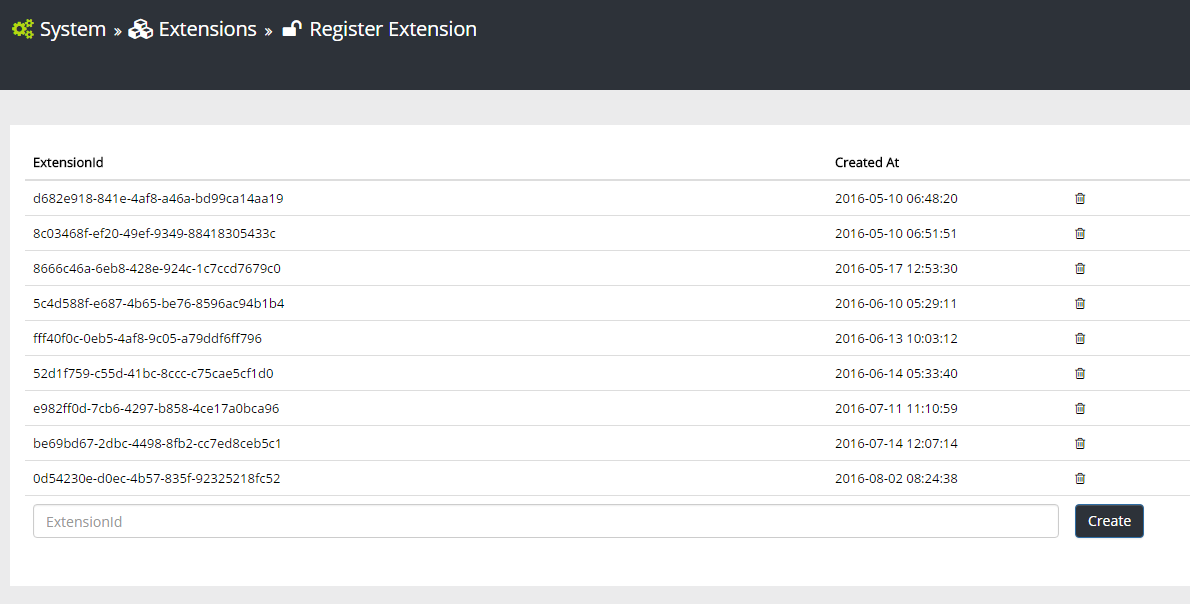 System » Extensions » Register Extension
ExtensionId Created At
d682e918-841e-4af8-a46a-bd99ca14aa19 2016-05-10 06:48:20
8c03468f-ef20-49ef-9349-88418305433c 2016-05-10 06:51:51
8666c46a-6eb8-428e-924c-1c7ccd7679c0 2016-05-17 12:53:30
5c4d588f-e687-4b65-be76-8596ac94b1b4 2016-06-10 05:29:11
fff40f0c-0eb5-4af8-9c05-a79ddf6ff796 2016-06-13 10:03:12
52d1f759-c55d-41bc-8ccc-c75cae5cf1d0 2016-06-14 05:33:40
e982ff0d-7cb6-4297-b858-4ce17a0bca96 2016-07-11 11:10:59
be69bd67-2dbc-4498-8fb2-cc7ed8ceb5c1 2016-07-14 12:07:14
0d54230e-d0ec-4b57-835f-92325218fc52 2016-08-02 08:24:38
ExtensionId Create